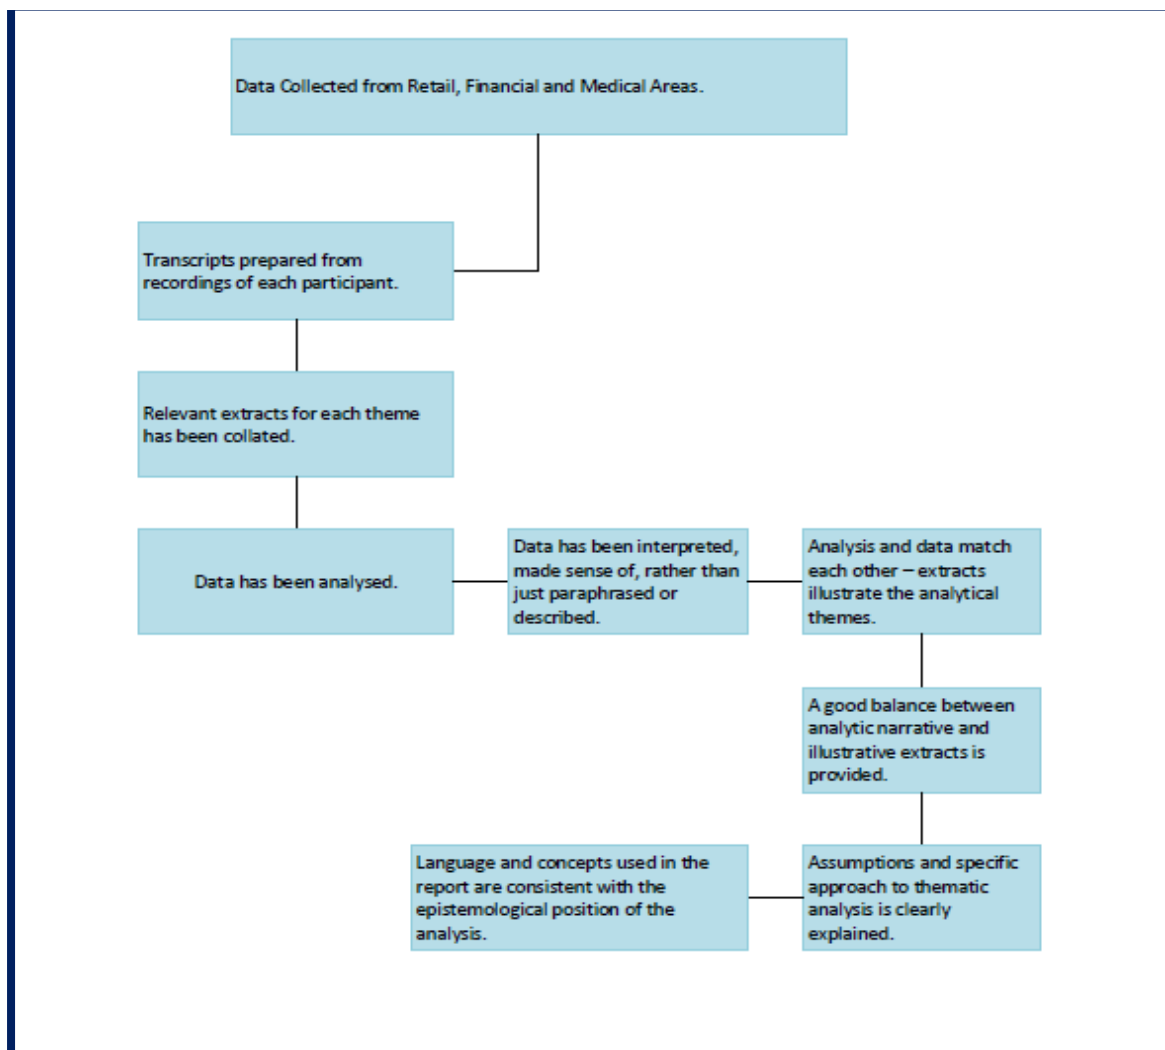 Data Collected from Retail, Financial and Medical Areas.
Transcripts prepared from
recordings of each participant.
Relevant extracts for each theme
has been collated.
Data has been analysed.
Data has been interpreted,
made sense of, rather than
just paraphrased or
described.
Analysis and data match
each other – extracts
illustrate the analytical
themes.
A good balance between
analytic narrative and
illustrative extracts is
provided.
Assumptions and specific
approach to thematic
analysis is clearly
explained.
Language and concepts used in the
report are consistent with the
epistemological position of the
analysis.